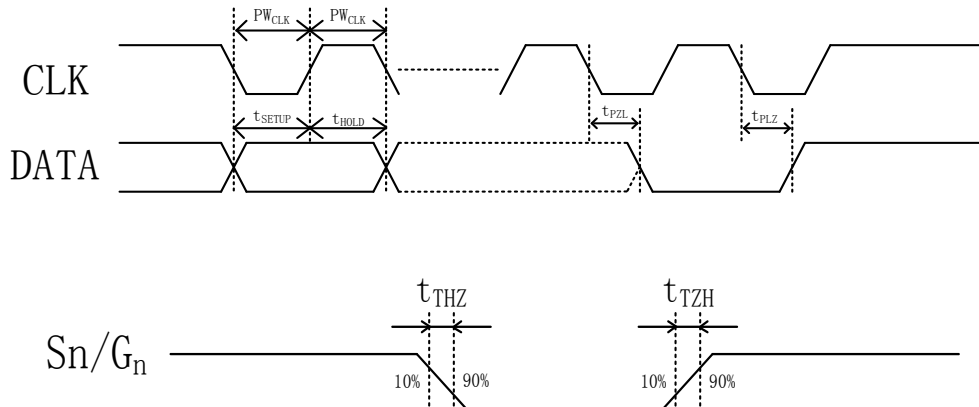 PW_CLK PW_CLK
CLK
t_SETUP t_HOLD t_PZL t_PLZ
DATA
t_THZ t_TZH
Sn/G_n
10% 90% 10% 90%